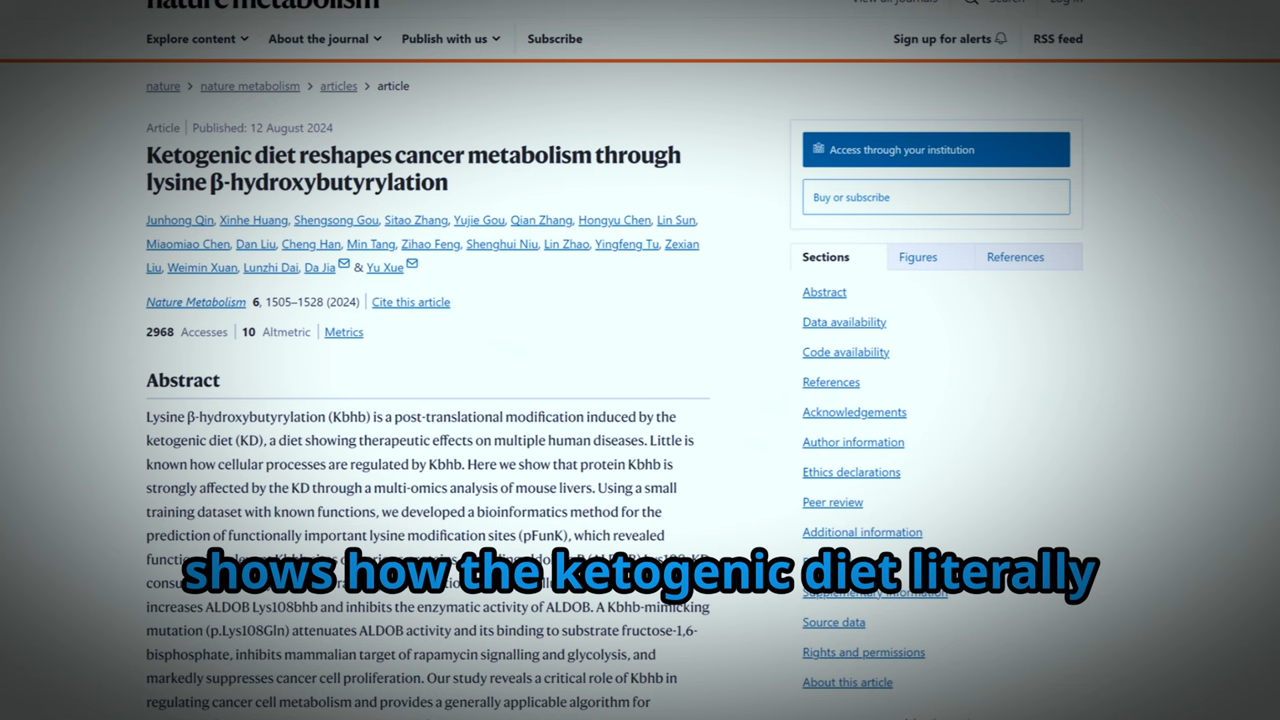 nature metabolism
View all journals
Search
Log in
Explore content
About the journal
Publish with us
Subscribe
Sign up for alerts
RSS feed
nature > nature metabolism > articles > article
Article | Published: 12 August 2024
Ketogenic diet reshapes cancer metabolism through
lysine β-hydroxybutyrylation
Junhong Qin, Xinhe Huang, Shengsong Gou, Sitao Zhang, Yujie Gou, Qian Zhang, Hongyu Chen, Lin Sun,
Miaomiao Chen, Dan Liu, Cheng Han, Min Tang, Zihao Feng, Shenghui Niu, Lin Zhao, Yingfeng Tu, Zexian
Liu, Weimin Xuan, Lunzhi Dai, Da Jia & Yu Xue
Nature Metabolism 6, 1505–1528 (2024) | Cite this article
2968 Accesses | 10 Altmetric | Metrics
Abstract
Lysine β-hydroxybutyrylation (Kbhb) is a post-translational modification induced by the
ketogenic diet (KD), a diet showing therapeutic effects on multiple human diseases. Little is
known how cellular processes are regulated by Kbhb. Here we show that protein Kbhb is
strongly affected by the KD through a multi-omics analysis of mouse livers. Using a small
training dataset with known functions, we developed a bioinformatics method for the
prediction of functionally important lysine modification sites (pFunK), which revealed
shows how the ketogenic diet literally
increases ALDOB Lys108bhb and inhibits the enzymatic activity of ALDOB. A Kbhb-mimicking
mutation (p.Lys108Gln) attenuates ALDOB activity and its binding to substrate fructose-1,6-
bisphosphate, inhibits mammalian target of rapamycin signalling and glycolysis, and
markedly suppresses cancer cell proliferation. Our study reveals a critical role of Kbhb in
regulating cancer cell metabolism and provides a generally applicable algorithm for
Access through your institution
Buy or subscribe
Sections
Figures
References
Abstract
Data availability
Code availability
References
Acknowledgements
Author information
Ethics declarations
Peer review
Additional information
Supplementary information
Source data
Rights and permissions
About this article